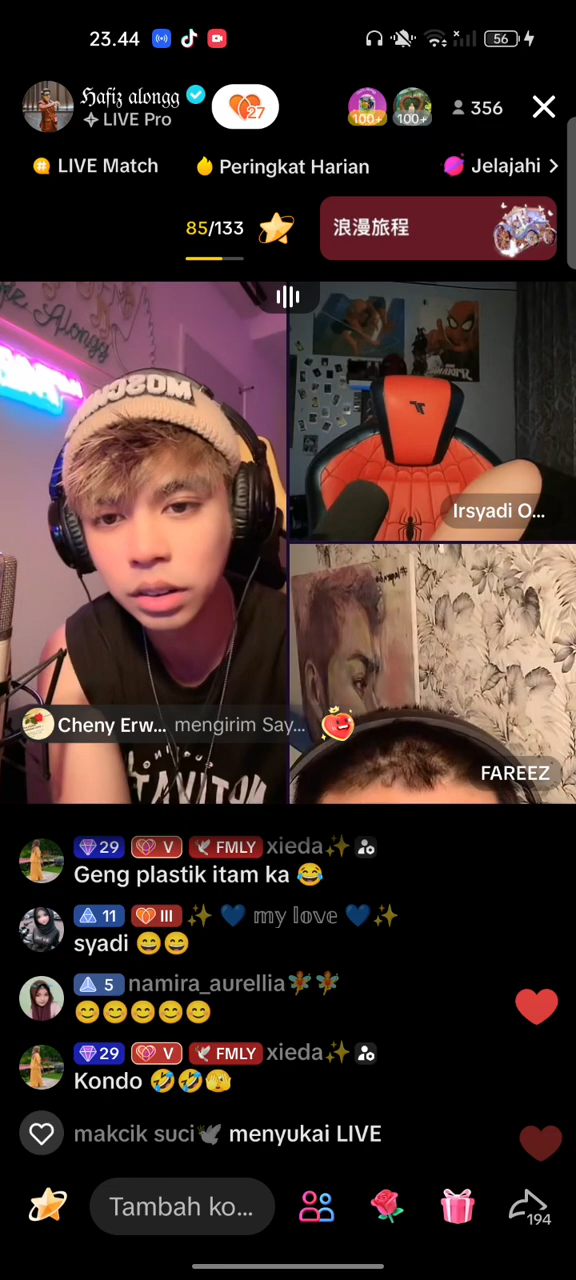 23.44
56
Hafiz alongg
LIVE Pro
27
100+
100+
356
LIVE Match
Peringkat Harian
Jelajahi
85/133
浪漫旅程
Alongg
Irsyadi O...
Cheny Erw... mengirim Say...
FAREEZ
29 V FMLY xieda
Geng plastik itam ka 😂
11 III ✨ 💙 𝕞𝕪 𝕝𝕠𝕧𝕖 💙✨
syadi 😄😄
5 namira_aurellia🧚🧚
😊😊😊😊😊
29 V FMLY xieda✨
Kondo 🤣🤣🫣
makcik suci🕊 menyukai LIVE
Tambah ko...
194